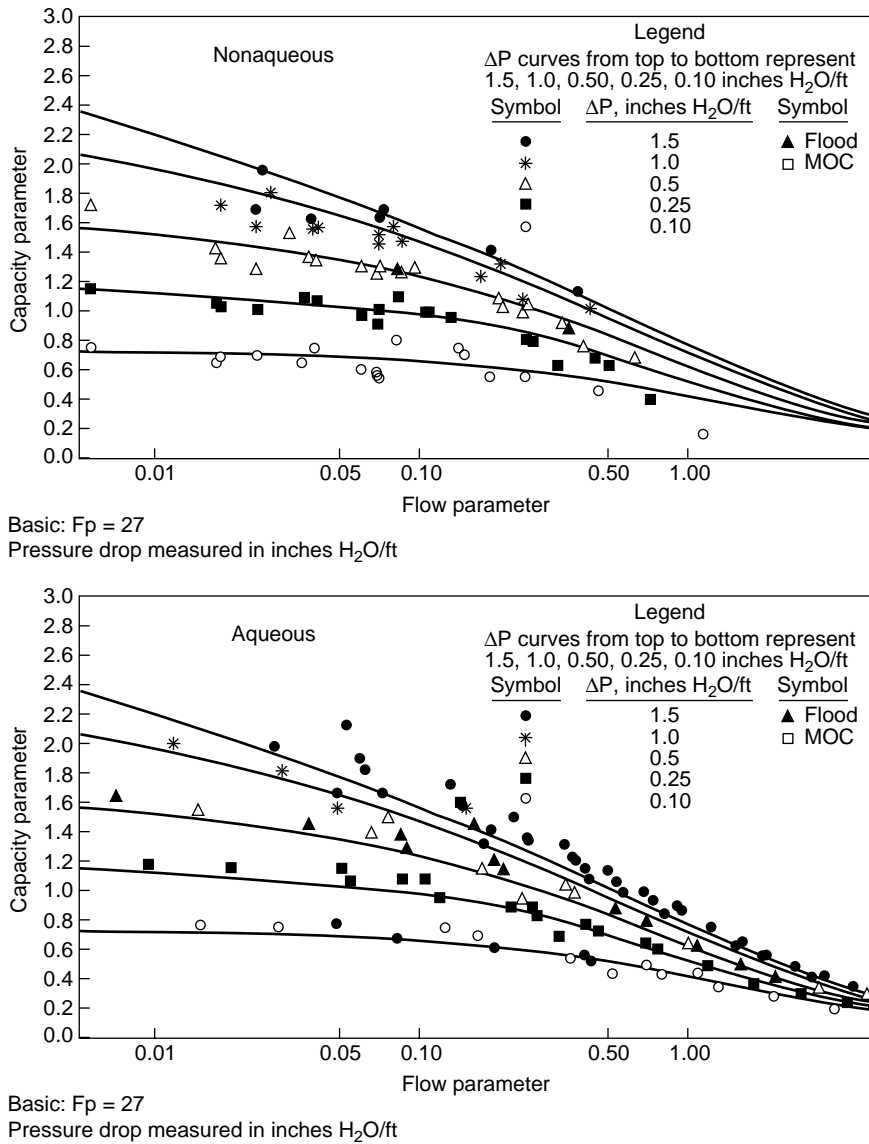 3.0
2.8
2.6
2.4
2.2
2.0
1.8
1.6
1.4
1.2
1.0
0.8
0.6
0.4
0.2
0.0
Capacity parameter
Nonaqueous
Legend
ΔP curves from top to bottom represent
1.5, 1.0, 0.50, 0.25, 0.10 inches H₂O/ft
Symbol ΔP, inches H₂O/ft Symbol
1.5 Flood
1.0 MOC
0.5
0.25
0.10
0.01 0.05 0.10 0.50 1.00
Flow parameter
Basic: Fp = 27
Pressure drop measured in inches H₂O/ft
3.0
2.8
2.6
2.4
2.2
2.0
1.8
1.6
1.4
1.2
1.0
0.8
0.6
0.4
0.2
0.0
Capacity parameter
Aqueous
Legend
ΔP curves from top to bottom represent
1.5, 1.0, 0.50, 0.25, 0.10 inches H₂O/ft
Symbol ΔP, inches H₂O/ft Symbol
1.5 Flood
1.0 MOC
0.5
0.25
0.10
0.01 0.05 0.10 0.50 1.00
Flow parameter
Basic: Fp = 27
Pressure drop measured in inches H₂O/ft